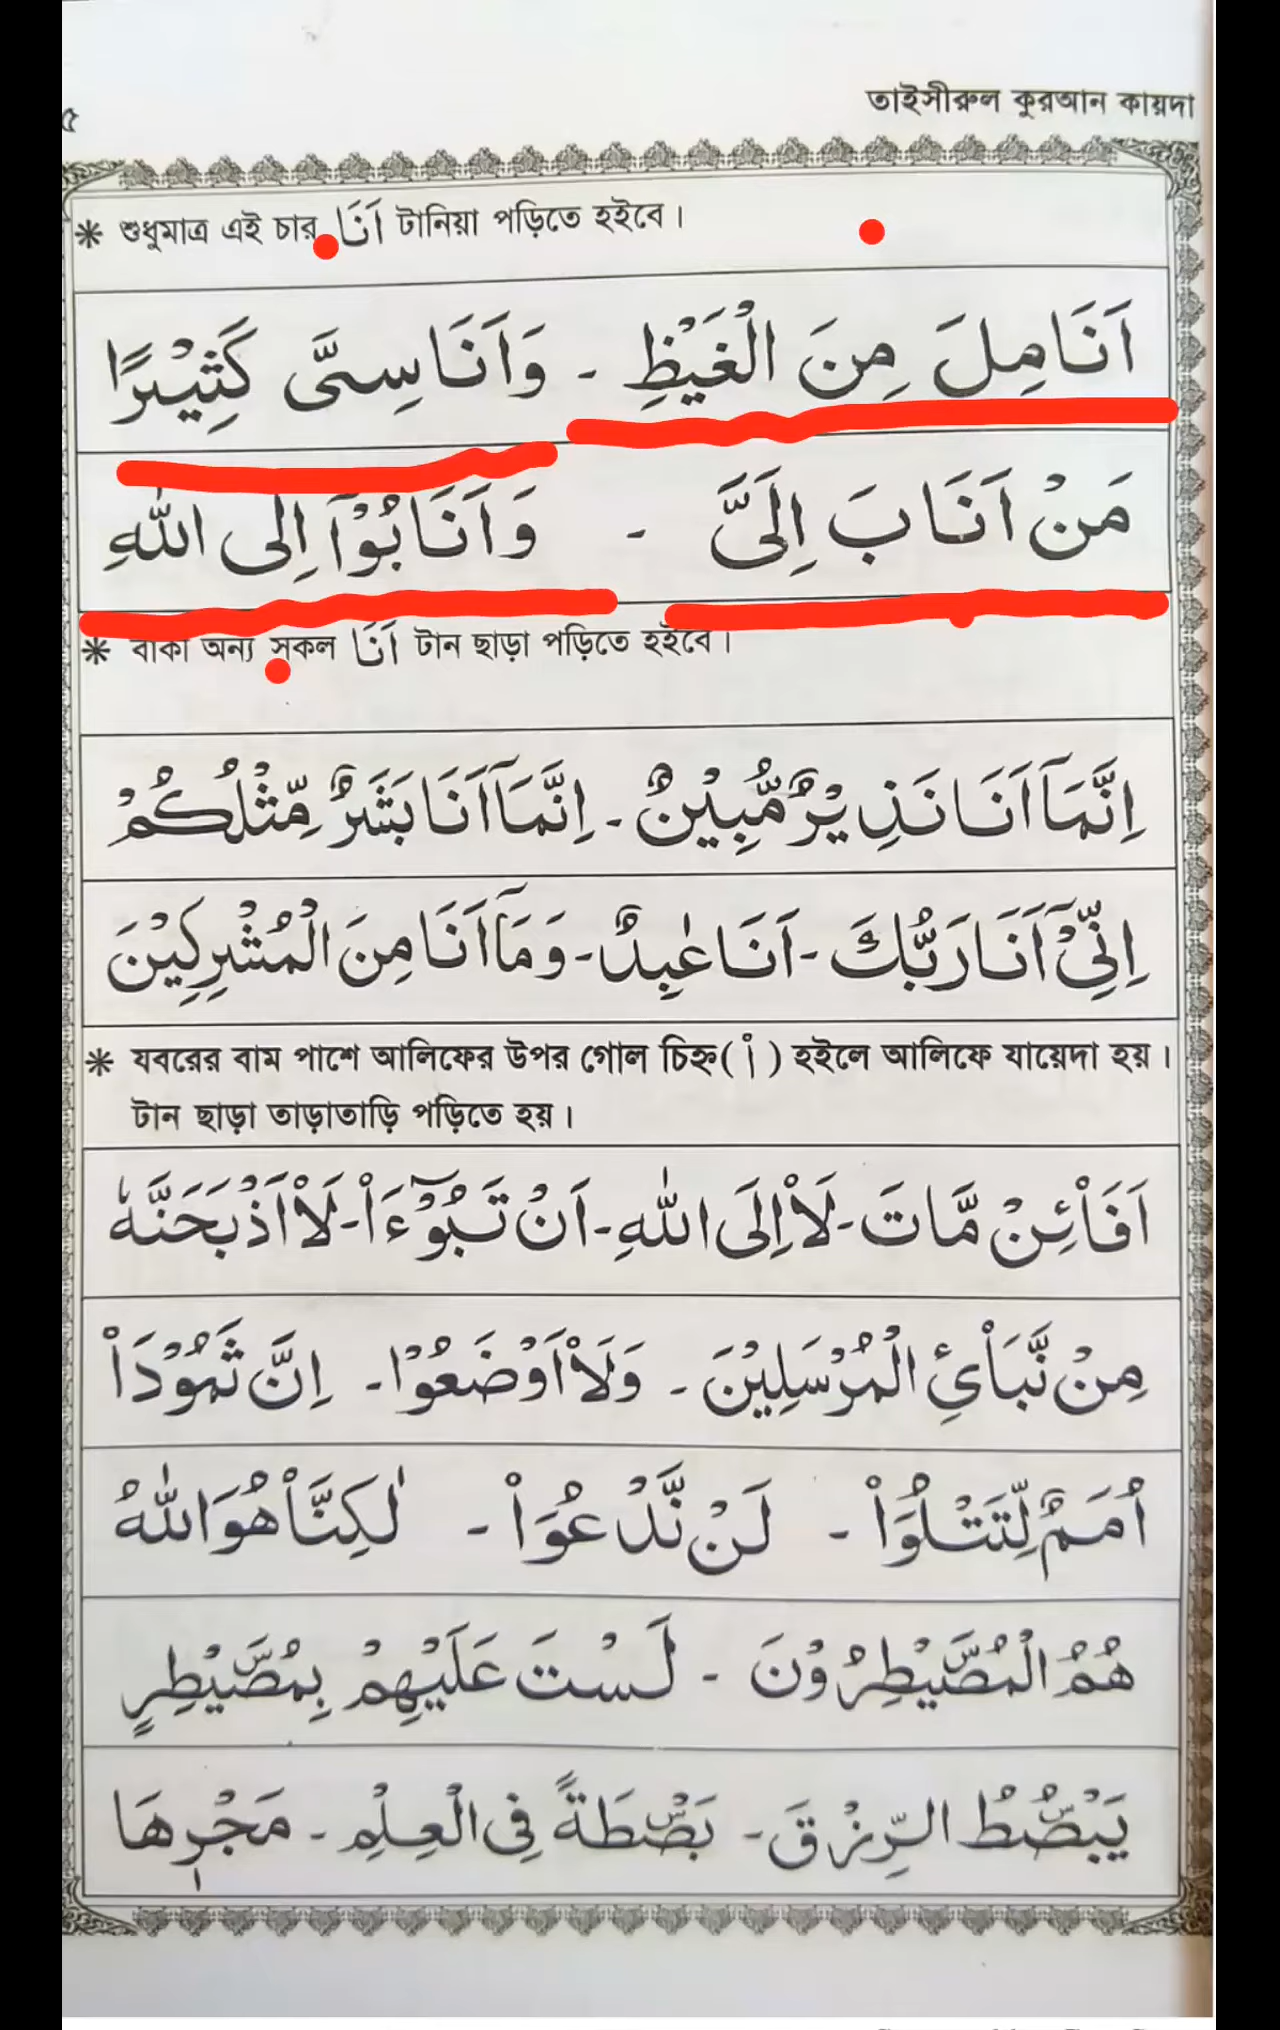 তাইসীরুল কুরআন কায়দা
৫
* শুধুমাত্র এই চার اَنَا টানিয়া পড়িতে হইবে।
اَنَامِلَ مِنَ الْغَيْظِ - وَاَنَاسِىَّ كَثِيْرًا
مَنْ اَنَابَ اِلَىَّ - وَاَنَابُوْٓا اِلَى اللّٰهِ
* বাকী অন্য সকল اَنَا টান ছাড়া পড়িতে হইবে।
اِنَّمَآ اَنَا نَذِيْرٌ مُّبِيْنٌ - اِنَّمَآ اَنَا بَشَرٌ مِّثْلُكُمْ
اِنِّىْٓ اَنَا رَبُّكَ - اَنَا عٰبِدٌ - وَمَآ اَنَا مِنَ الْمُشْرِكِيْنَ
* যবরের বাম পাশে আলিফের উপর গোল চিহ্ন (اْ) হইলে আলিফে যায়েদা হয়।
টান ছাড়া তাড়াতাড়ি পড়িতে হয়।
اَفَاْئِنْ مَّاتَ - لَاْ اِلَى اللّٰهِ - اَنْ تَبُوْٓءَاْ - لَاْ اَذْبَحَنَّهٗ
مِنْ نَّبَاْئِ الْمُرْسَلِيْنَ - وَلَاْ اَوْضَعُوْا - اِنَّ ثَمُوْدَاْ
اُمَمٌ لِّتَتْلُوَاْ - لَنْ نَّدْعُوَاْ - لٰكِنَّاْ هُوَ اللّٰهُ
هُمُ الْمُصَۜيْطِرُوْنَ - لَسْتَ عَلَيْهِمْ بِمُصَۜيْطِرٍ
يَبْصُۜطُ الرِّزْقَ - بَصْۜطَةً فِى الْعِلْمِ - مَجْرٖهَا